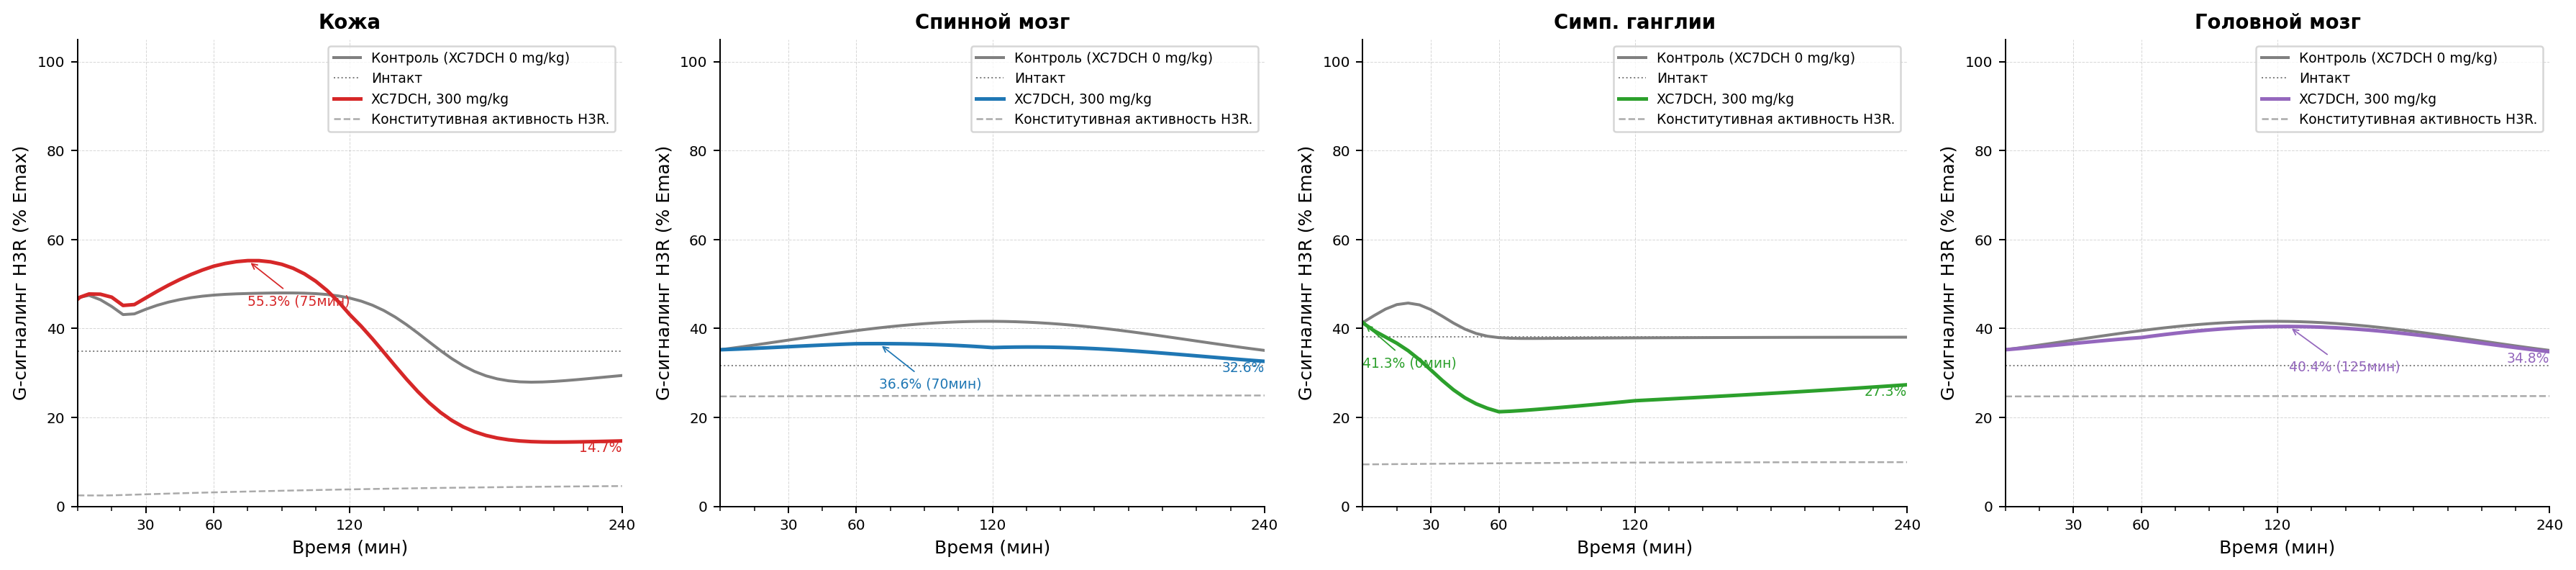 Кожа
G-сигналинг H3R (% Emax)
100
80
60
40
20
0
Контроль (XC7DCH 0 mg/kg)
Интакт
XC7DCH, 300 mg/kg
Конститутивная активность H3R.
55.3% (75мин)
14.7%
30
60
120
240
Время (мин)
Спинной мозг
G-сигналинг H3R (% Emax)
100
80
60
40
20
0
Контроль (XC7DCH 0 mg/kg)
Интакт
XC7DCH, 300 mg/kg
Конститутивная активность H3R.
36.6% (70мин)
32.6%
30
60
120
240
Время (мин)
Симп. ганглии
G-сигналинг H3R (% Emax)
100
80
60
40
20
0
Контроль (XC7DCH 0 mg/kg)
Интакт
XC7DCH, 300 mg/kg
Конститутивная активность H3R.
41.3% (0мин)
27.3%
30
60
120
240
Время (мин)
Головной мозг
G-сигналинг H3R (% Emax)
100
80
60
40
20
0
Контроль (XC7DCH 0 mg/kg)
Интакт
XC7DCH, 300 mg/kg
Конститутивная активность H3R.
40.4% (125мин)
34.8%
30
60
120
240
Время (мин)